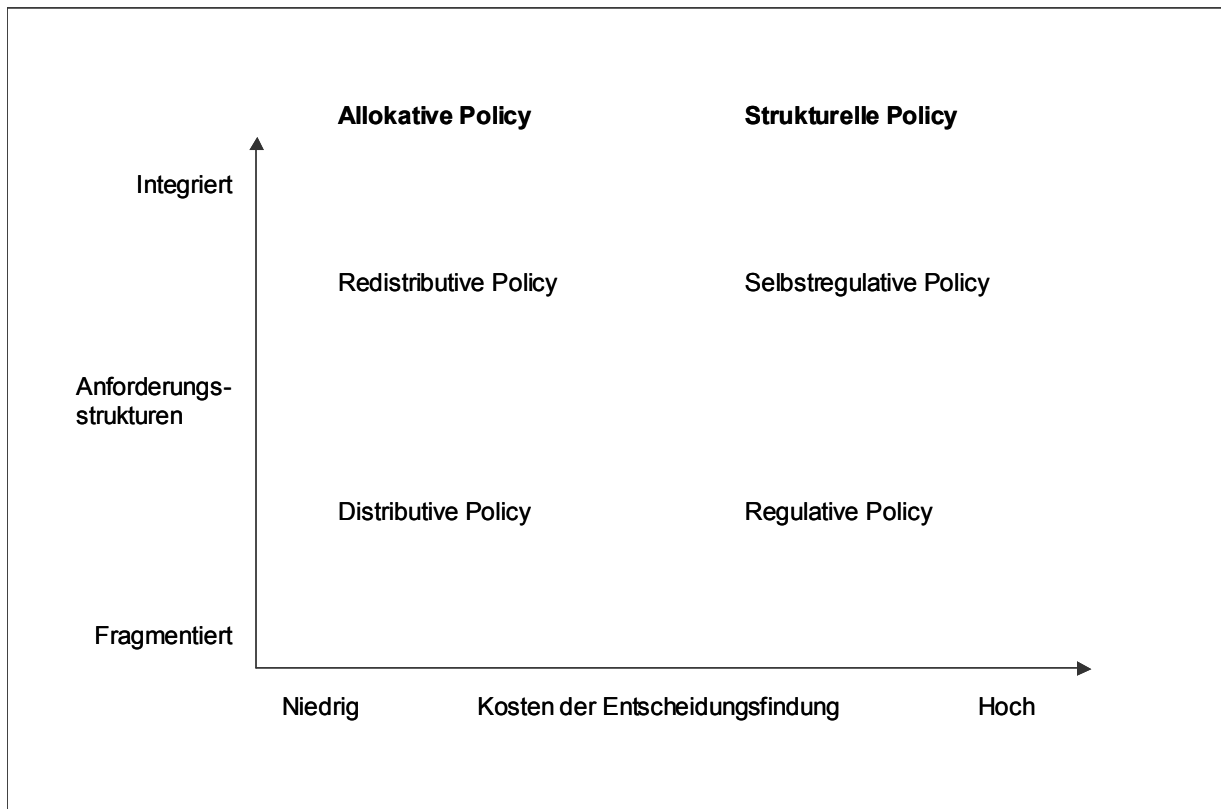 Allokative Policy
Strukturelle Policy
Integriert
Redistributive Policy
Selbstregulative Policy
Anforderungs-
strukturen
Distributive Policy
Regulative Policy
Fragmentiert
Niedrig
Kosten der Entscheidungsfindung
Hoch